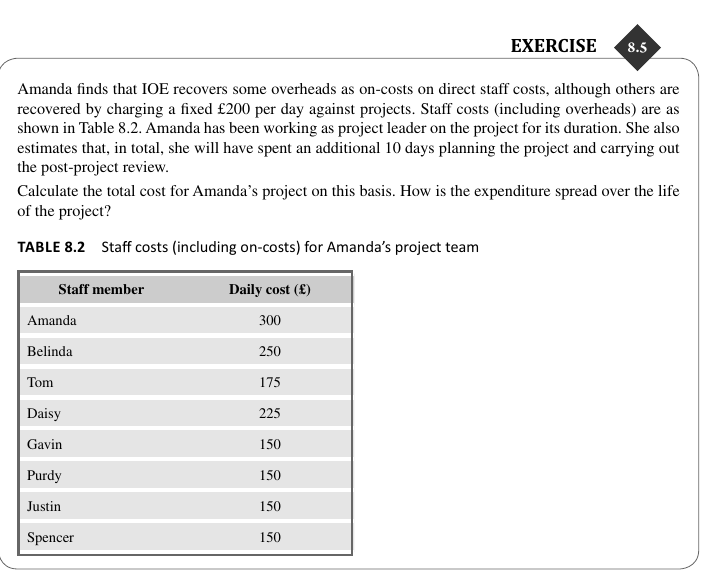 EXERCISE 8.5
Amanda finds that IOE recovers some overheads as on-costs on direct staff costs, although others are
recovered by charging a fixed £200 per day against projects. Staff costs (including overheads) are as
shown in Table 8.2. Amanda has been working as project leader on the project for its duration. She also
estimates that, in total, she will have spent an additional 10 days planning the project and carrying out
the post-project review.
Calculate the total cost for Amanda's project on this basis. How is the expenditure spread over the life
of the project?
TABLE 8.2 Staff costs (including on-costs) for Amanda's project team
Staff member Daily cost (£)
Amanda 300
Belinda 250
Tom 175
Daisy 225
Gavin 150
Purdy 150
Justin 150
Spencer 150